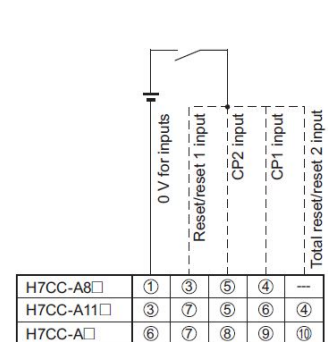 0 V for inputs
Reset/reset 1 input
CP2 input
CP1 input
Total reset/reset 2 input
H7CC-A8□ ① ③ ⑤ ④ ---
H7CC-A11□ ③ ⑦ ⑤ ⑥ ④
H7CC-A□ ⑥ ⑦ ⑧ ⑨ ⑩